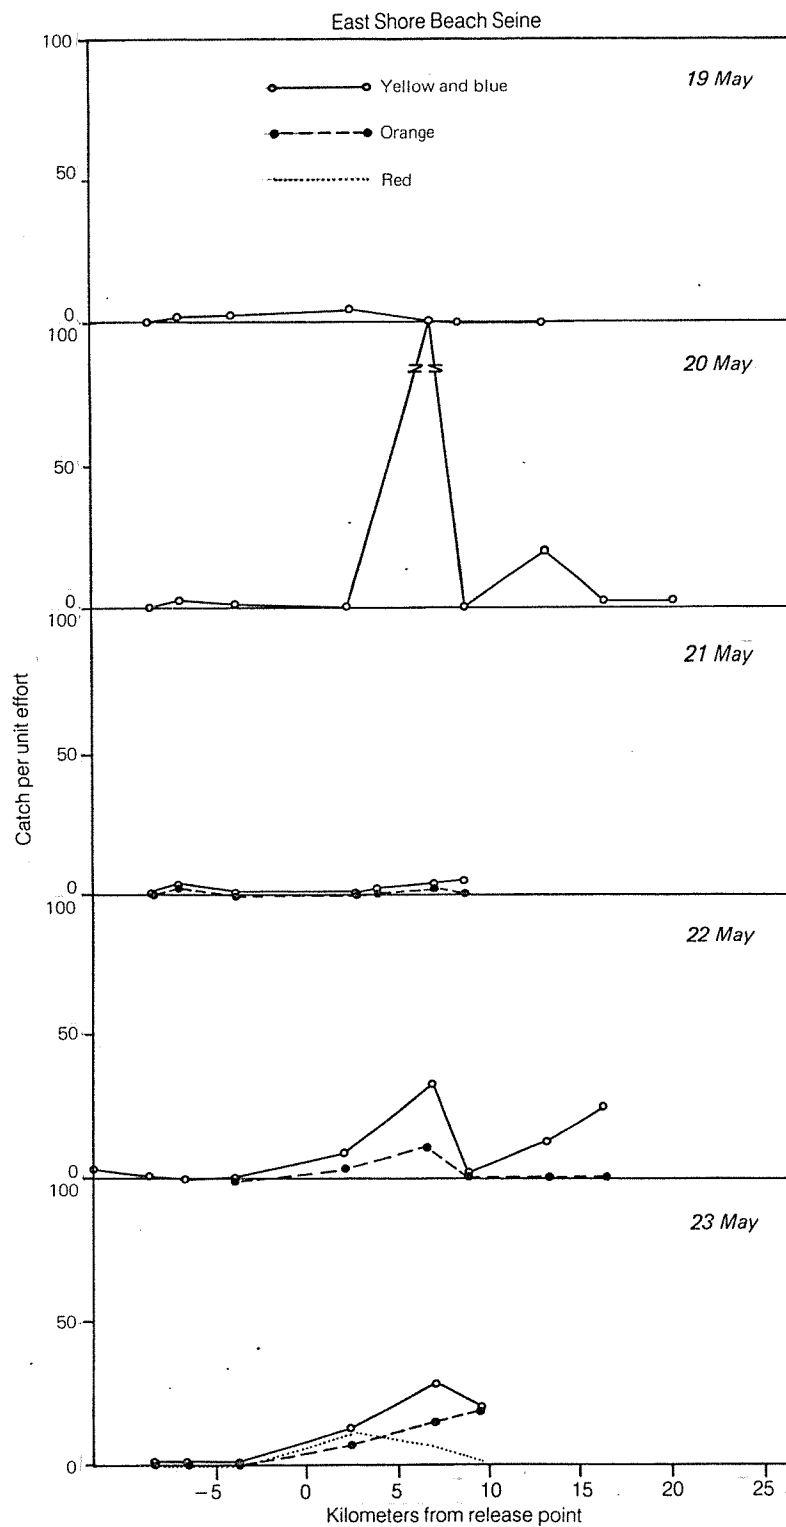 East Shore Beach Seine
100
19 May
Yellow and blue
Orange
50
Red
0
100
20 May
50
0
100
21 May
50
0
100
22 May
50
0
100
23 May
50
0
−5 0 5 10 15 20 25
Kilometers from release point
Catch per unit effort